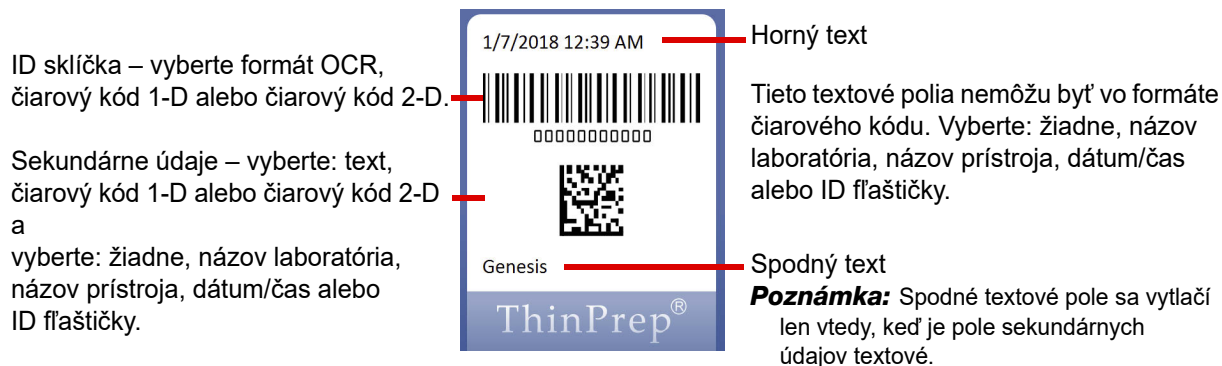 ID sklíčka – vyberte formát OCR,
čiarový kód 1-D alebo čiarový kód 2-D.
Sekundárne údaje – vyberte: text,
čiarový kód 1-D alebo čiarový kód 2-D
a
vyberte: žiadne, názov laboratória,
názov prístroja, dátum/čas alebo
ID fľaštičky.
1/7/2018 12:39 AM
00000000000
Genesis
ThinPrep®
Horný text
Tieto textové polia nemôžu byť vo formáte
čiarového kódu. Vyberte: žiadne, názov
laboratória, názov prístroja, dátum/čas
alebo ID fľaštičky.
Spodný text
Poznámka: Spodné textové pole sa vytlačí
len vtedy, keď je pole sekundárnych
údajov textové.